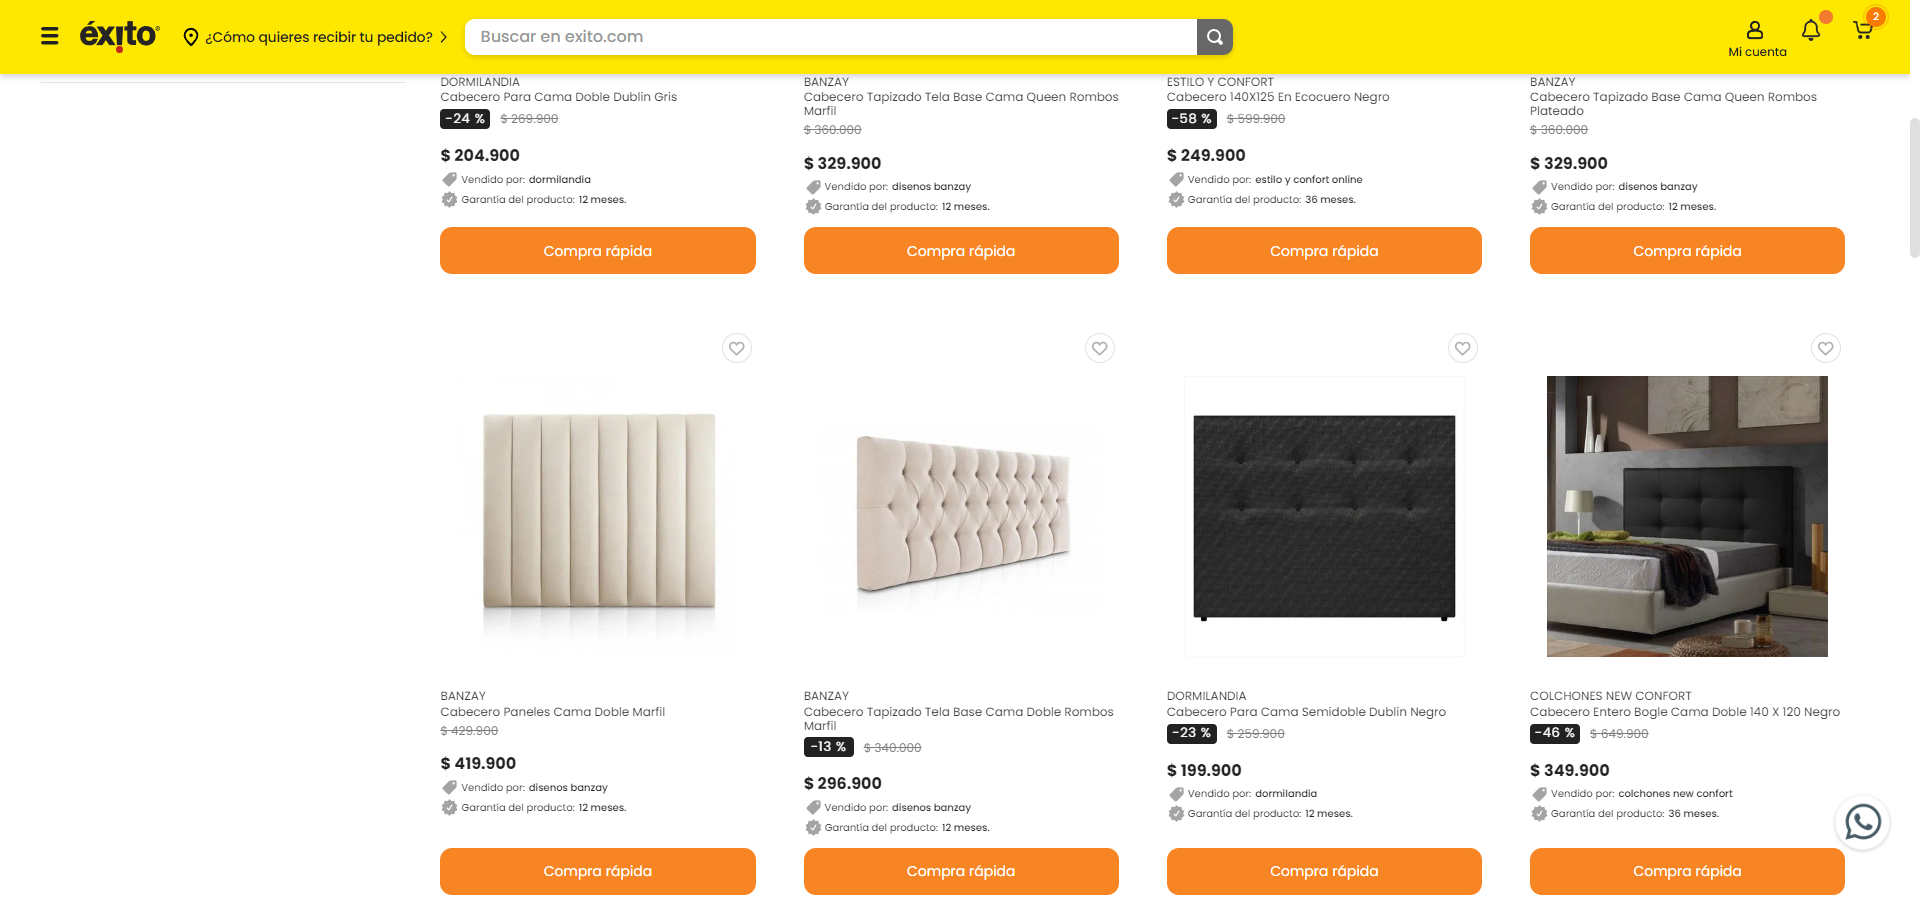 éxito
¿Cómo quieres recibir tu pedido?
Buscar en exito.com
Mi cuenta
2
DORMILANDIA
Cabecero Para Cama Doble Dublin Gris
-24 % $ 269.900
$ 204.900
Vendido por: dormilandia
Garantía del producto: 12 meses.
Compra rápida
BANZAY
Cabecero Tapizado Tela Base Cama Queen Rombos
Marfil
$ 360.000
$ 329.900
Vendido por: disenos banzay
Garantía del producto: 12 meses.
Compra rápida
ESTILO Y CONFORT
Cabecero 140X125 En Ecocuero Negro
-58 % $ 599.900
$ 249.900
Vendido por: estilo y confort online
Garantía del producto: 36 meses.
Compra rápida
BANZAY
Cabecero Tapizado Base Cama Queen Rombos
Plateado
$ 360.000
$ 329.900
Vendido por: disenos banzay
Garantía del producto: 12 meses.
Compra rápida
BANZAY
Cabecero Paneles Cama Doble Marfil
$ 429.900
$ 419.900
Vendido por: disenos banzay
Garantía del producto: 12 meses.
Compra rápida
BANZAY
Cabecero Tapizado Tela Base Cama Doble Rombos
Marfil
-13 % $ 340.000
$ 296.900
Vendido por: disenos banzay
Garantía del producto: 12 meses.
Compra rápida
DORMILANDIA
Cabecero Para Cama Semidoble Dublin Negro
-23 % $ 259.900
$ 199.900
Vendido por: dormilandia
Garantía del producto: 12 meses.
Compra rápida
COLCHONES NEW CONFORT
Cabecero Entero Bogle Cama Doble 140 X 120 Negro
-46 % $ 649.900
$ 349.900
Vendido por: colchones new confort
Garantía del producto: 36 meses.
Compra rápida